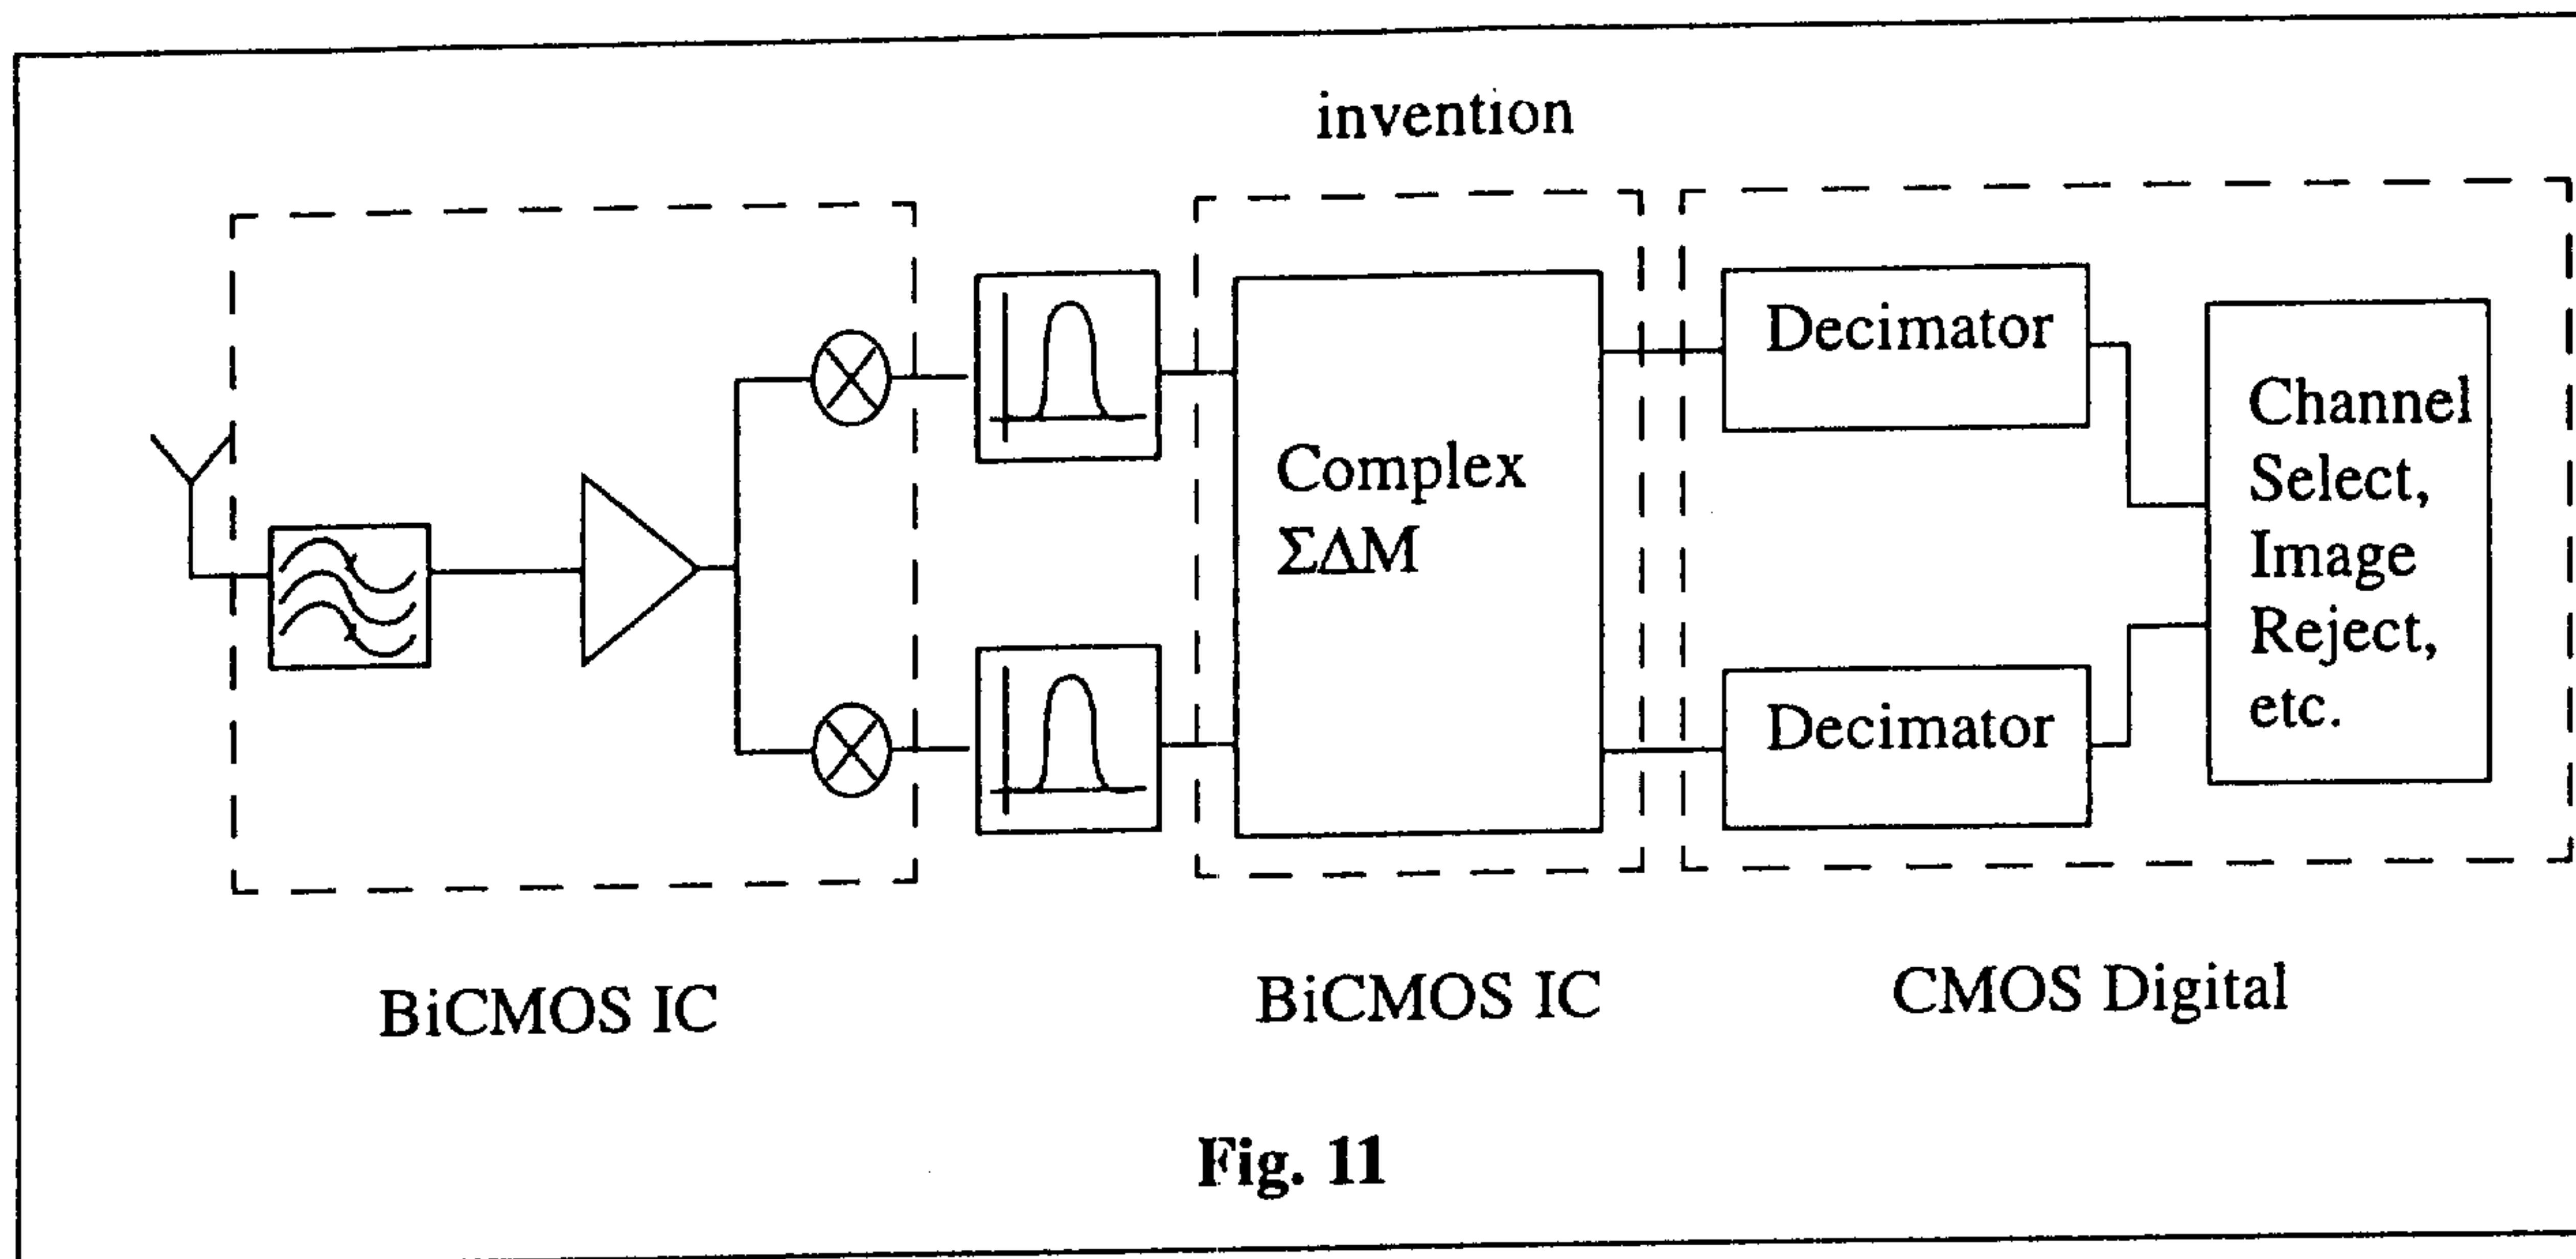 invention
Complex
ΣΔM
Decimator
Decimator
Channel
Select,
Image
Reject,
etc.
BiCMOS IC
BiCMOS IC
CMOS Digital
Fig. 11